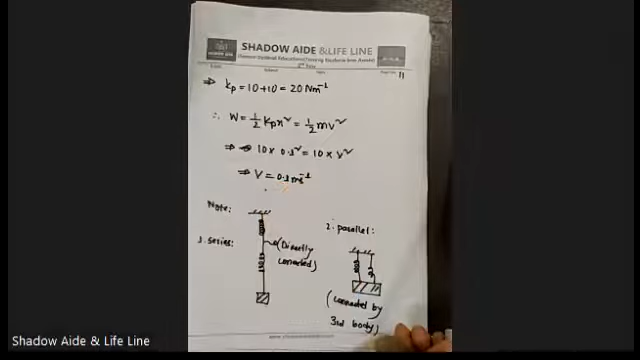 SHADOW AIDE & LIFE LINE
⇒ Kp = 10 + 10 = 20 Nm⁻¹
∴ W = 1/2 Kpx² = 1/2 mv²
⇒ 10 × 0.1² = 10 × v²
⇒ V = 0.1 ms⁻¹
Note:
1. series:
(Directly
connected)
2. parallel:
(connected by
3rd body)
Shadow Aide & Life Line